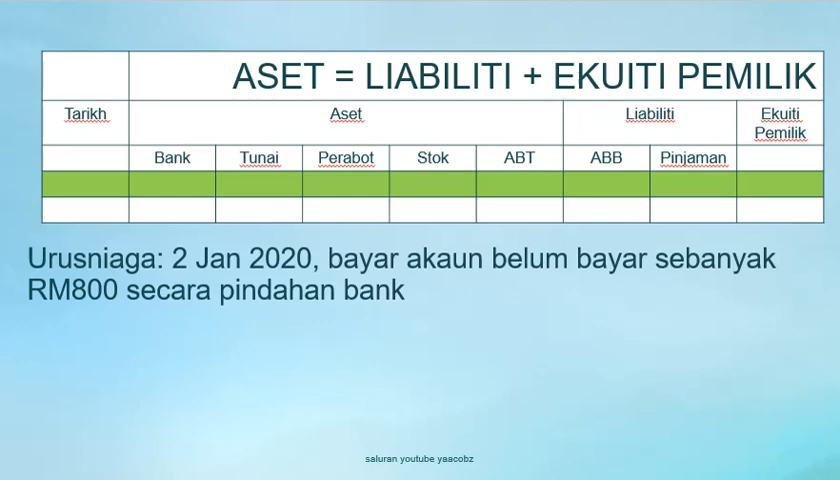 ASET = LIABILITI + EKUITI PEMILIK
Tarikh Aset Liabiliti Ekuiti
Pemilik
Bank Tunai Perabot Stok ABT ABB Pinjaman
Urusniaga: 2 Jan 2020, bayar akaun belum bayar sebanyak
RM800 secara pindahan bank
saluran youtube yaacobz